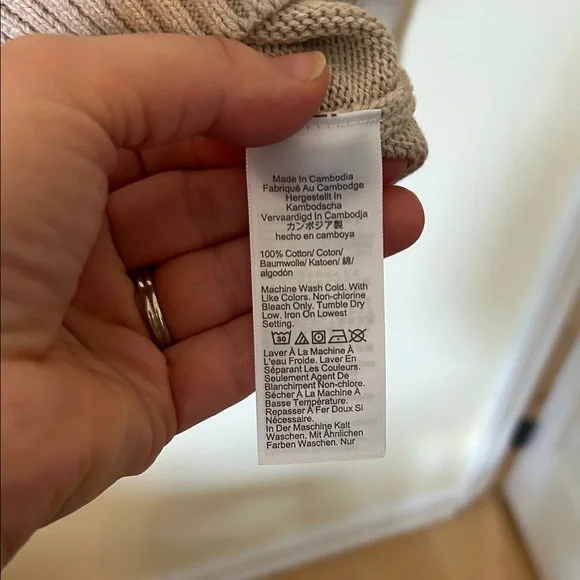 Made In Cambodia
Fabriqué Au Cambodge
Hergestellt In
Kambodscha
Vervaardigd In Cambodja
カンボジア製
hecho en camboya
100% Cotton/ Coton/
Baumwolle/ Katoen/ 綿/
algodón
Machine Wash Cold. With
Like Colors. Non-chlorine
Bleach Only. Tumble Dry
Low. Iron On Lowest
Setting.
30
Laver À La Machine À
L'eau Froide. Laver En
Séparant Les Couleurs.
Seulement Agent De
Blanchiment Non-chlore.
Sécher À La Machine À
Basse Température.
Repasser À Fer Doux Si
Nécessaire.
In Der Maschine Kalt
Waschen. Mit Ähnlichen
Farben Waschen. Nur